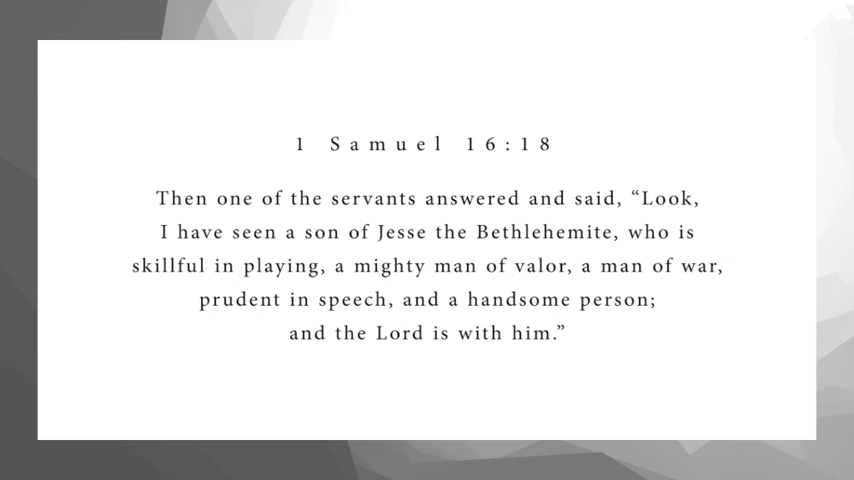 1 Samuel 16:18
Then one of the servants answered and said, “Look,
I have seen a son of Jesse the Bethlehemite, who is
skillful in playing, a mighty man of valor, a man of war,
prudent in speech, and a handsome person;
and the Lord is with him.”